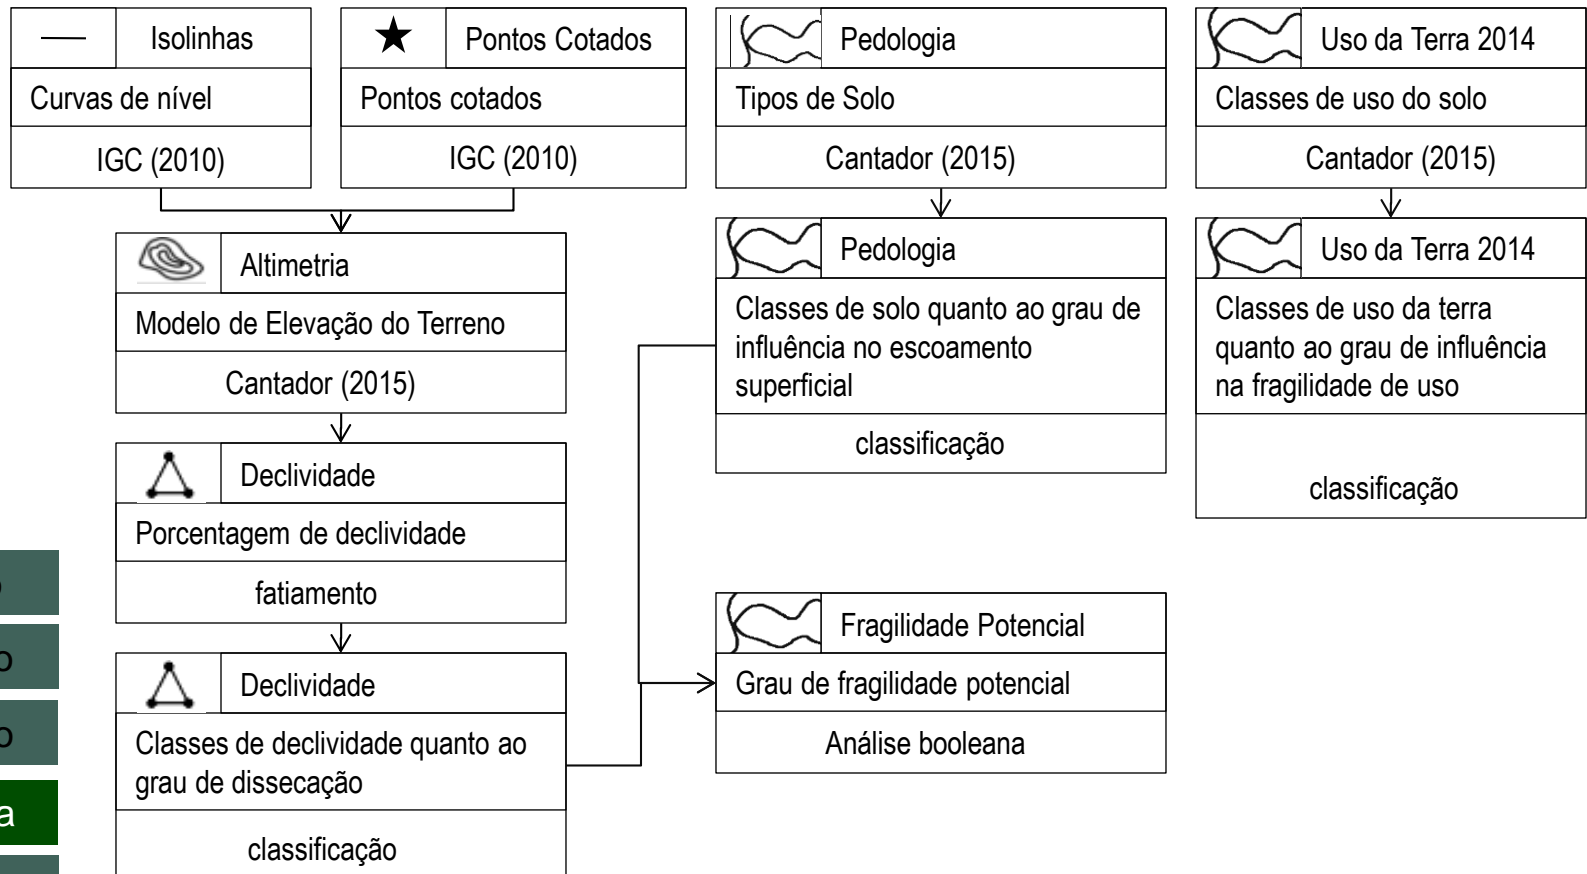 Isolinhas
Curvas de nível
IGC (2010)
Pontos Cotados
Pontos cotados
IGC (2010)
Pedologia
Tipos de Solo
Cantador (2015)
Uso da Terra 2014
Classes de uso do solo
Cantador (2015)
Altimetria
Modelo de Elevação do Terreno
Cantador (2015)
Pedologia
Classes de solo quanto ao grau de
influência no escoamento
superficial
classificação
Uso da Terra 2014
Classes de uso da terra
quanto ao grau de influência
na fragilidade de uso
classificação
Declividade
Porcentagem de declividade
fatiamento
Declividade
Classes de declividade quanto ao
grau de dissecação
classificação
Fragilidade Potencial
Grau de fragilidade potencial
Análise booleana